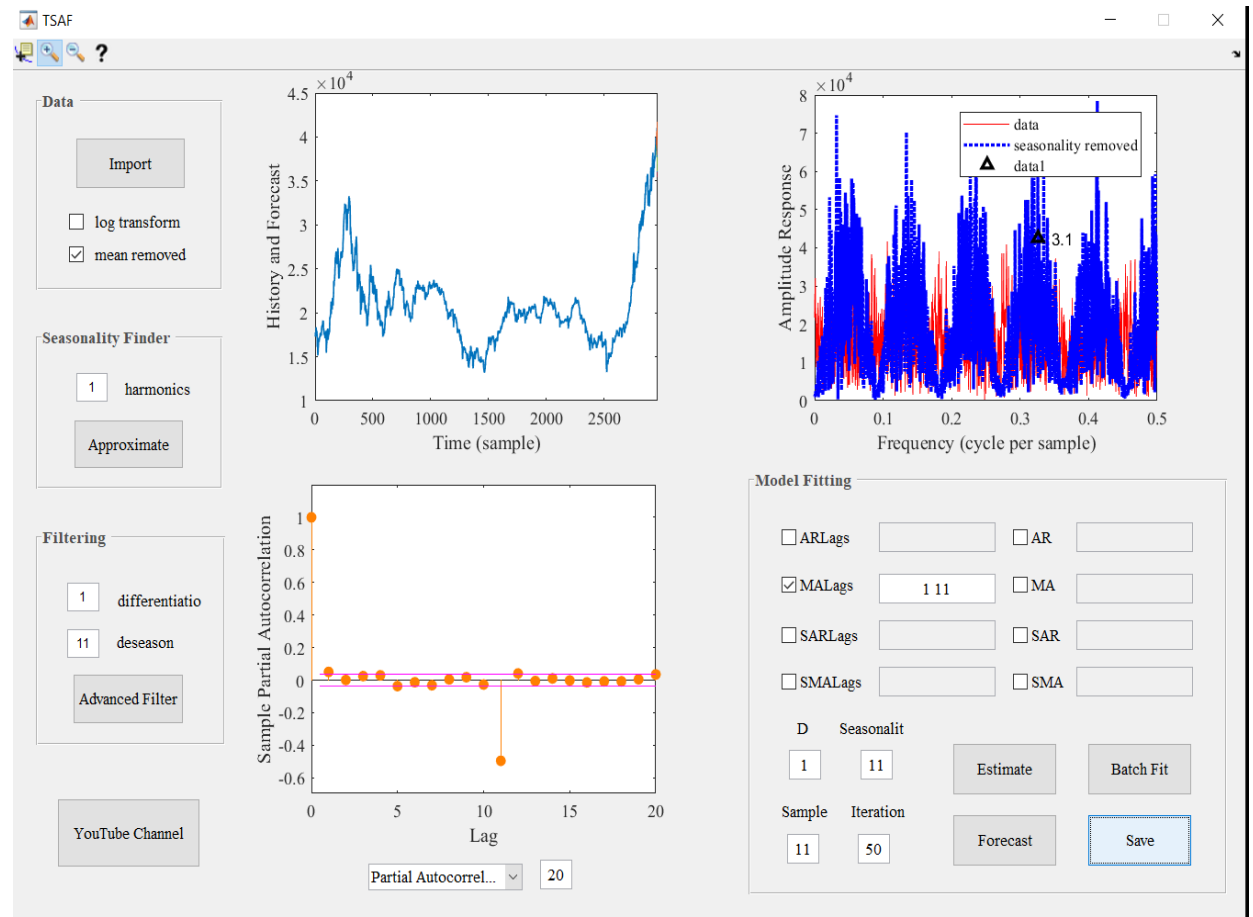 TSAF
?
Data
Import
log transform
mean removed
Seasonality Finder
1 harmonics
Approximate
Filtering
1 differentiatio
11 deseason
Advanced Filter
YouTube Channel
×10^4
4.5
4
3.5
3
2.5
2
1.5
1
0 500 1000 1500 2000 2500
History and Forecast
Time (sample)
×10^4
8
7
6
5
4
3
2
1
0
0 0.1 0.2 0.3 0.4 0.5
Amplitude Response
Frequency (cycle per sample)
data
seasonality removed
data1
3.1
1
0.8
0.6
0.4
0.2
0
-0.2
-0.4
-0.6
0 5 10 15 20
Sample Partial Autocorrelation
Lag
Partial Autocorrel... 20
Model Fitting
ARLags AR
MALags 1 11 MA
SARLags SAR
SMALags SMA
D Seasonalit
1 11
Estimate Batch Fit
Sample Iteration
11 50
Forecast Save